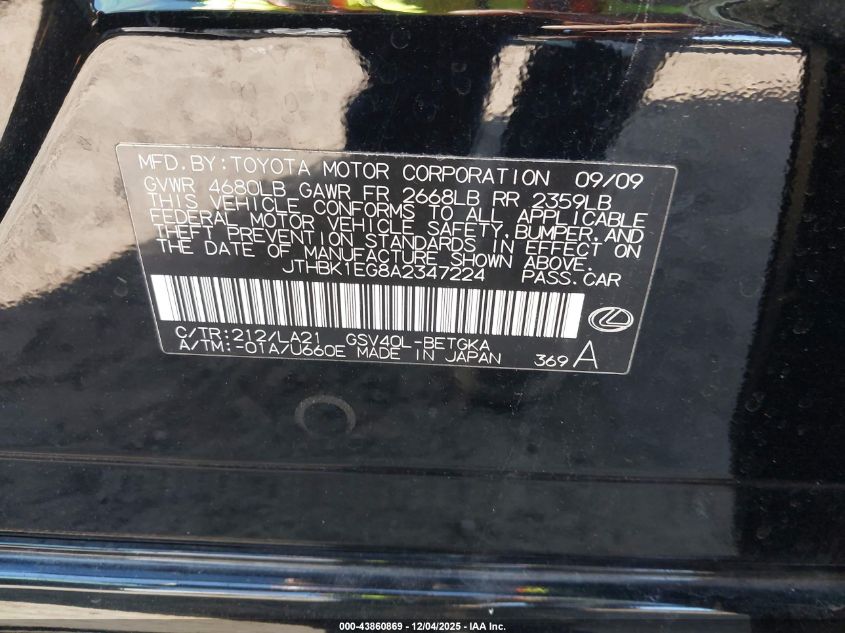 MFD.BY:TOYOTA MOTOR CORPORATION 09/09
GVWR 4680LB GAWR FR 2668LB RR 2359LB
THIS VEHICLE CONFORMS TO ALL APPLICABLE
FEDERAL MOTOR VEHICLE SAFETY, BUMPER, AND
THEFT PREVENTION STANDARDS IN EFFECT ON
THE DATE OF MANUFACTURE SHOWN ABOVE.
JTHBK1EG8A2347224 PASS.CAR
C/TR:212/LA21 GSV40L-BETGKA
A/TM:-01A/U660E MADE IN JAPAN 369 A
000-43860869 - 12/04/2025 - IAA Inc.